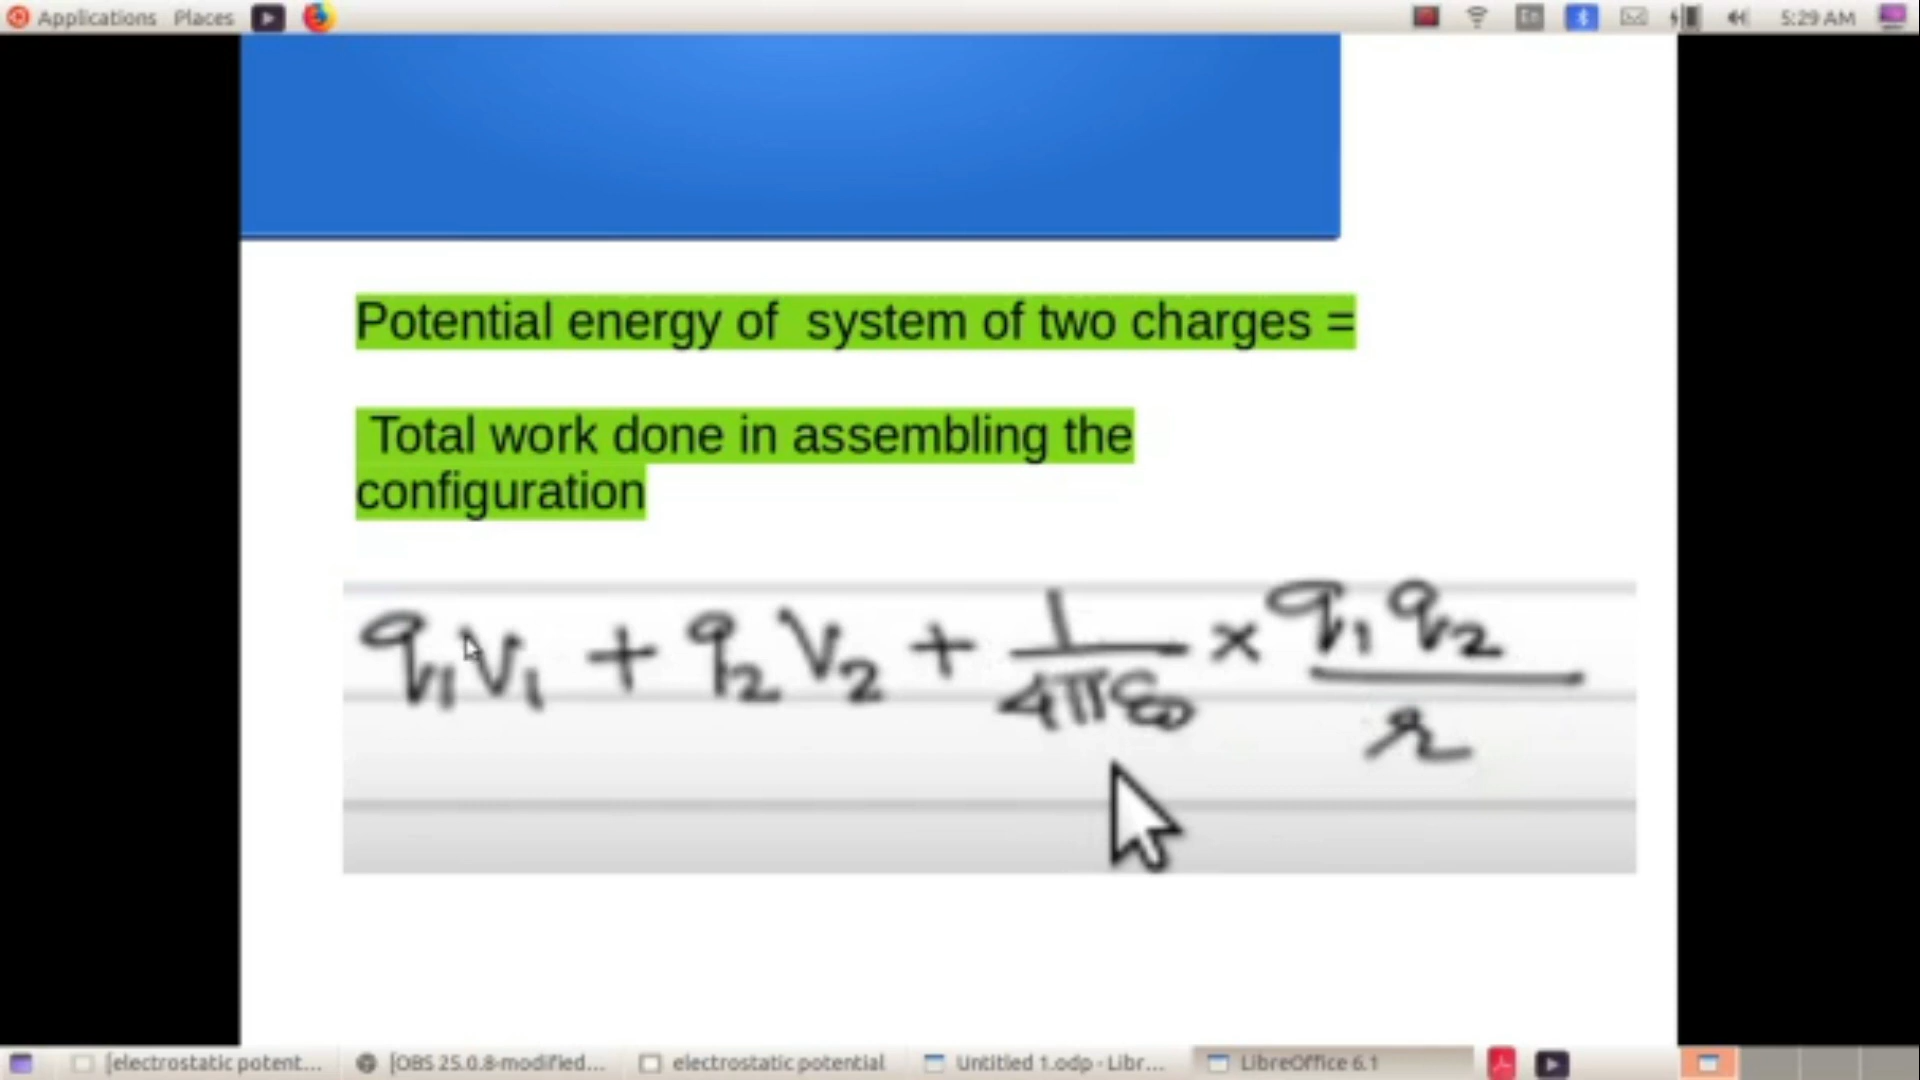 Applications Places En 5:29 AM
Potential energy of system of two charges =
Total work done in assembling the
configuration
q₁V₁ + q₂V₂ + 1/4πε₀ × q₁q₂/r
[electrostatic potent... [OBS 25.0.8-modified... electrostatic potential Untitled 1.odp - Libr... LibreOffice 6.1